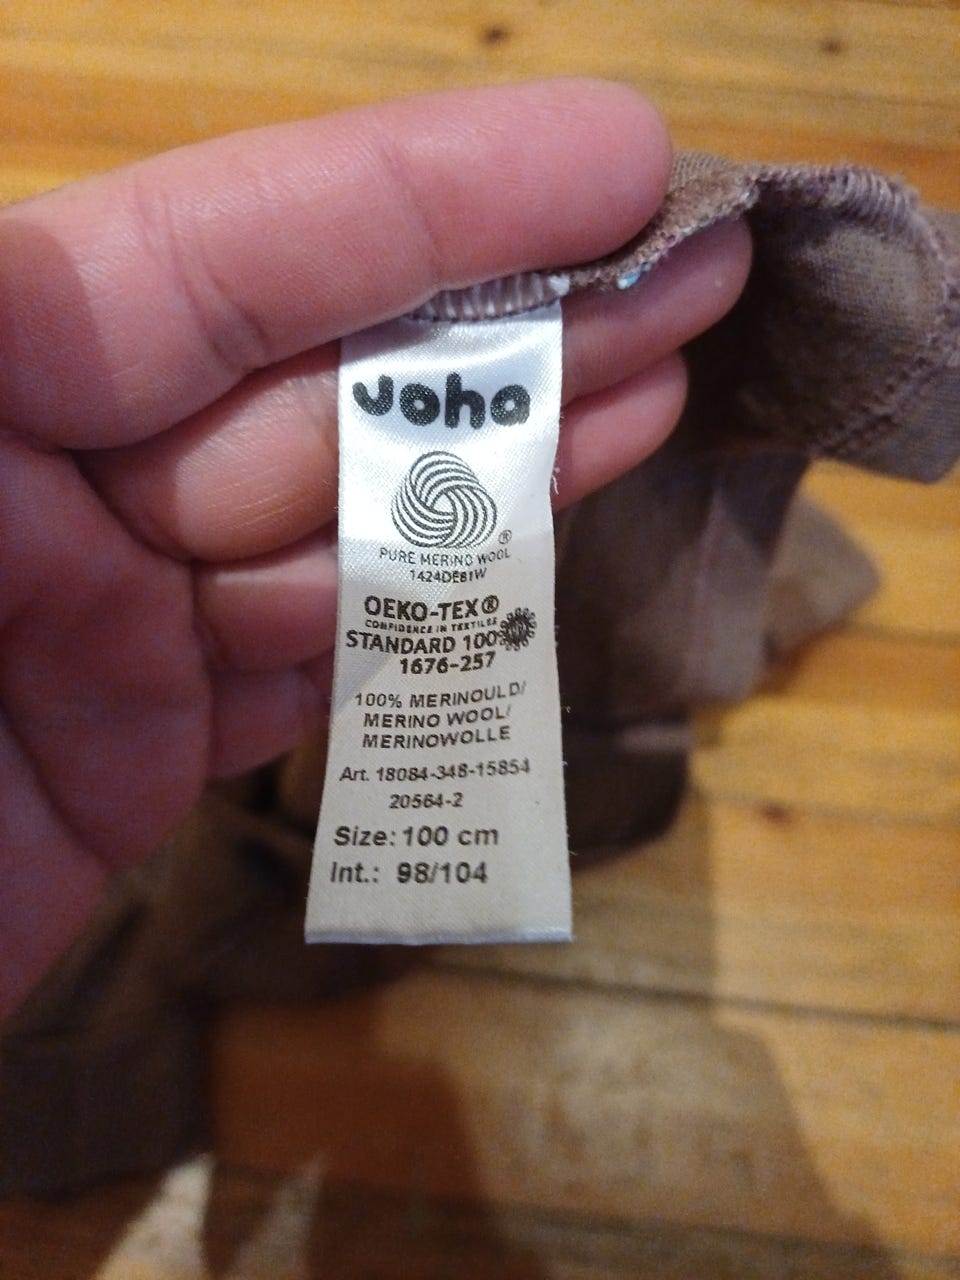 Joha
®
PURE MERINO WOOL
1424DE81W
OEKO-TEX®
CONFIDENCE IN TEXTILES
STANDARD 100
1676-257
100% MERINOULD/
MERINO WOOL/
MERINOWOLLE
Art. 18084-348-15854
20564-2
Size: 100 cm
Int.: 98/104